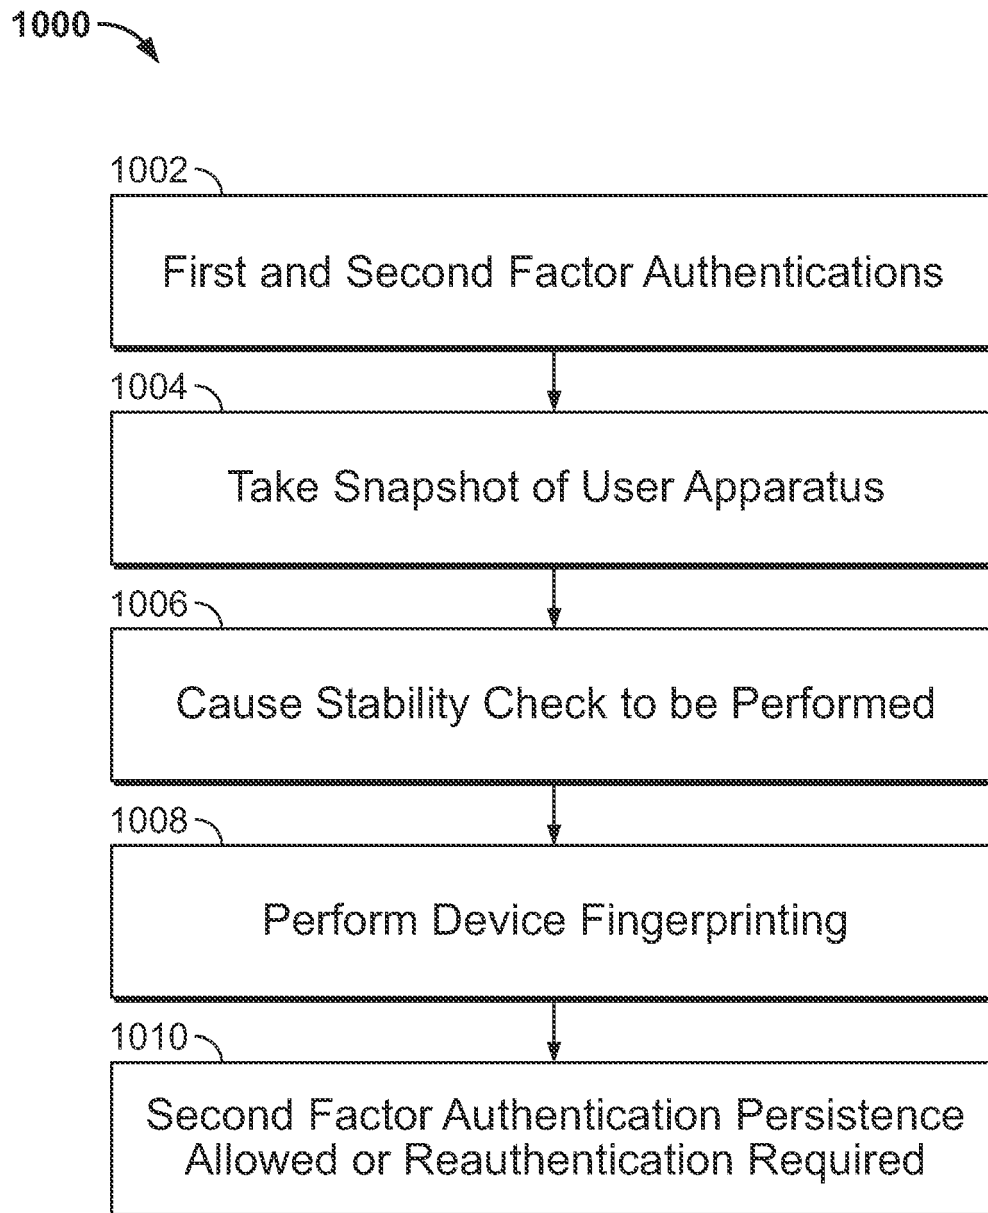 1000
1002
First and Second Factor Authentications
1004
Take Snapshot of User Apparatus
1006
Cause Stability Check to be Performed
1008
Perform Device Fingerprinting
1010
Second Factor Authentication Persistence
Allowed or Reauthentication Required